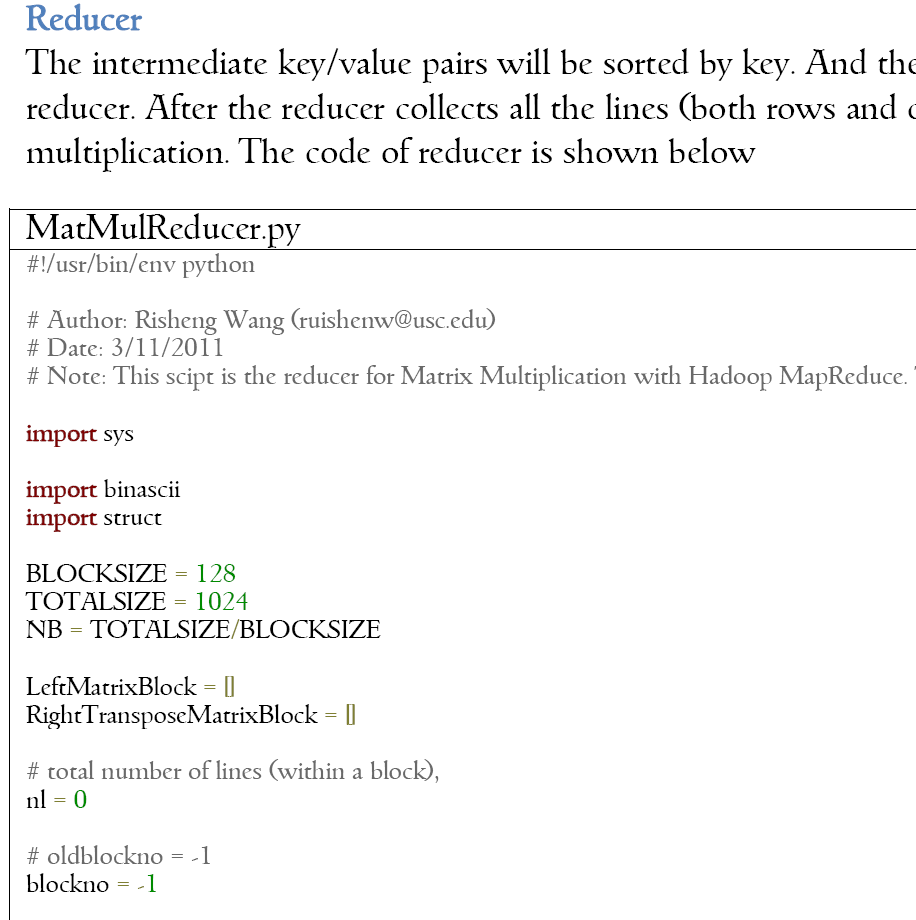 Reducer
The intermediate key/value pairs will be sorted by key. And the
reducer. After the reducer collects all the lines (both rows and
multiplication. The code of reducer is shown below
MatMulReducer.py
#!/usr/bin/env python
# Author: Risheng Wang (ruishenw@usc.edu)
# Date: 3/11/2011
# Note: This scipt is the reducer for Matrix Multiplication with Hadoop MapReduce.
import sys
import binascii
import struct
BLOCKSIZE = 128
TOTALSIZE = 1024
NB = TOTALSIZE/BLOCKSIZE
LeftMatrixBlock = []
RightTransposeMatrixBlock = []
# total number of lines (within a block),
nl = 0
# oldblockno = -1
blockno = -1